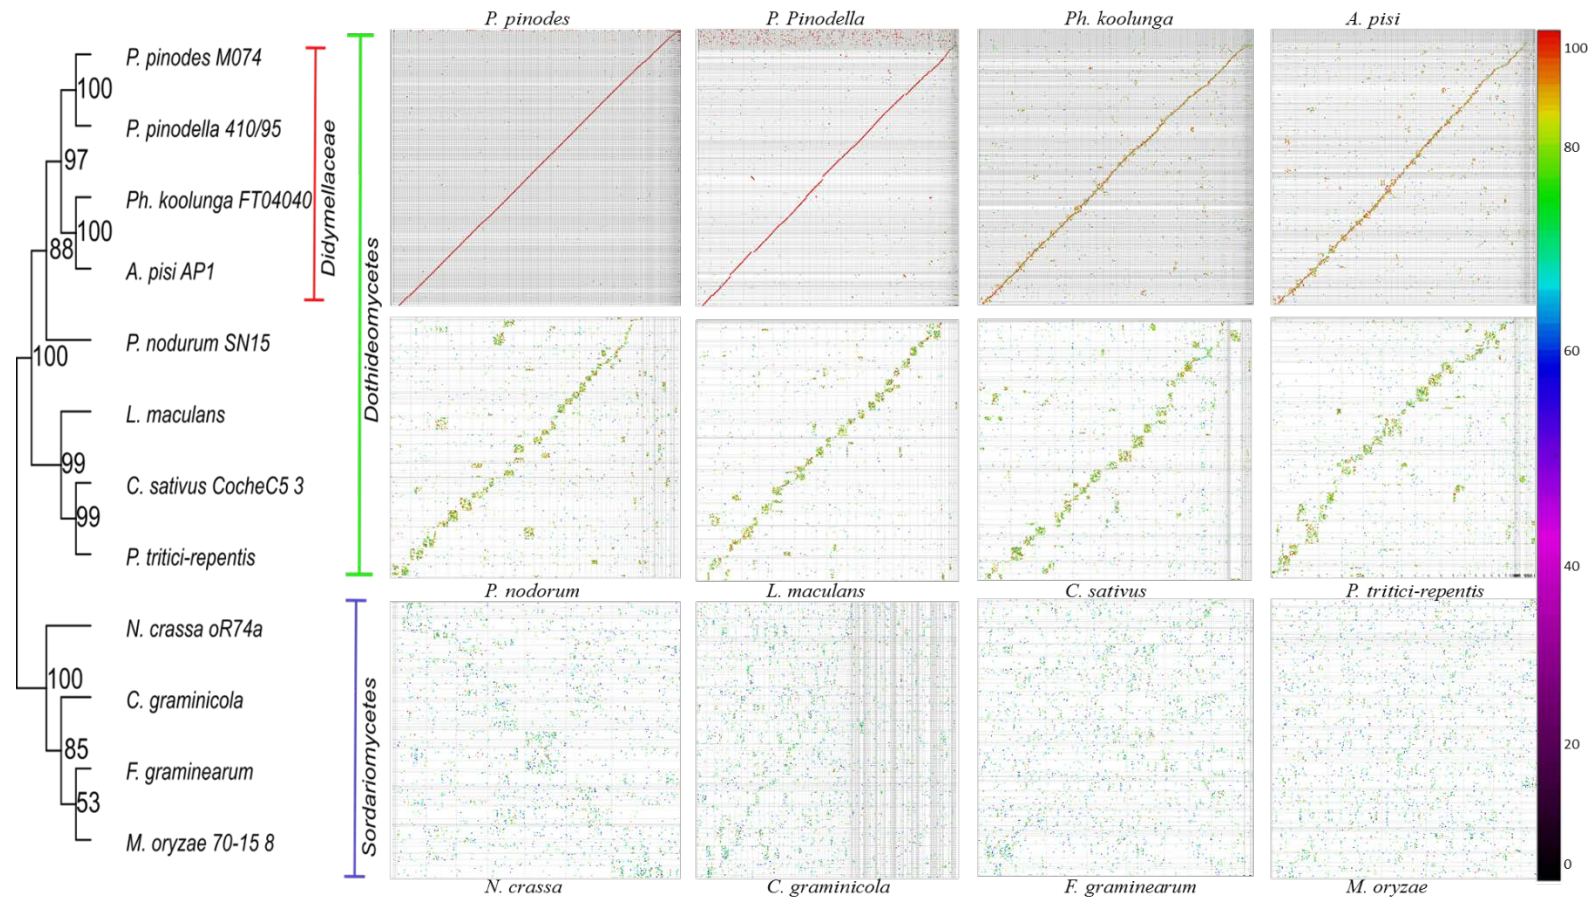 P. pinodes
P. Pinodella
Ph. koolunga
A. pisi
P. pinodes M074
100
P. pinodella 410/95
97
Ph. koolunga FT04040
100
88
A. pisi AP1
P. nodurum SN15
100
L. maculans
99
C. sativus CocheC5 3
99
P. tritici-repentis
N. crassa oR74a
100
C. graminicola
85
F. graminearum
53
M. oryzae 70-15 8
Didymellaceae
Dothideomycetes
Sordariomycetes
P. nodorum
L. maculans
C. sativus
P. tritici-repentis
N. crassa
C. graminicola
F. graminearum
M. oryzae
100
80
60
40
20
0